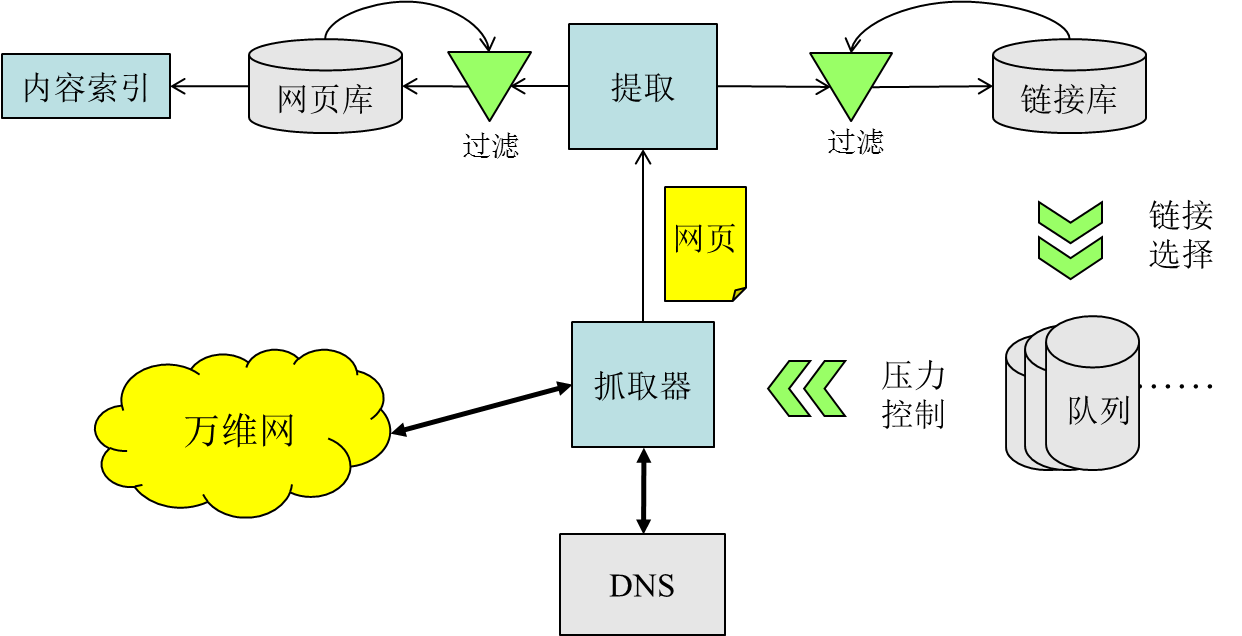 内容索引
网页库
过滤
提取
过滤
链接库
网页
链接
选择
万维网
抓取器
压力
控制
队列
......
DNS